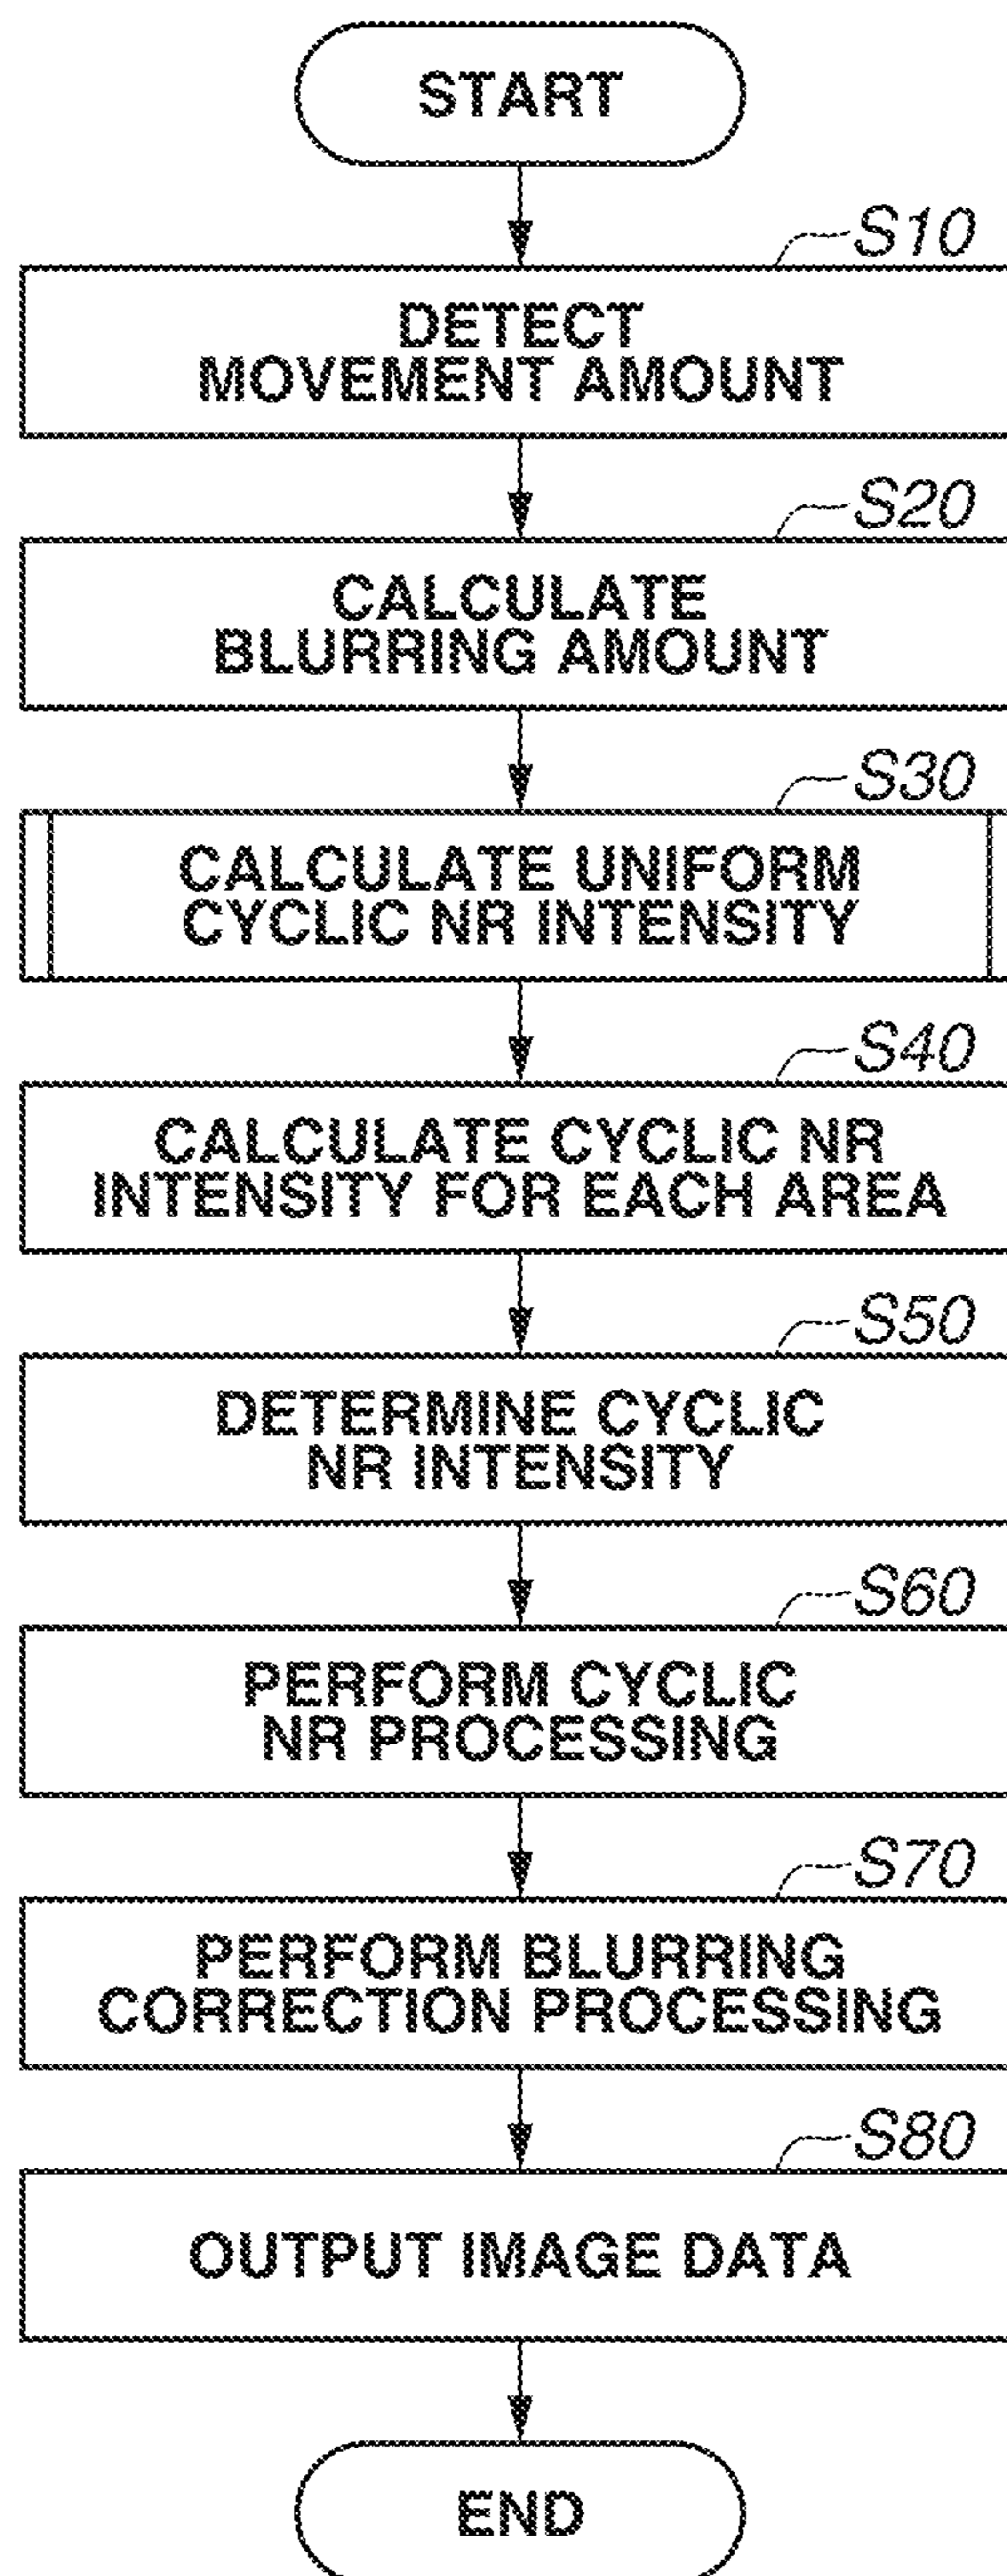 START
S10
DETECT
MOVEMENT AMOUNT
S20
CALCULATE
BLURRING AMOUNT
S30
CALCULATE UNIFORM
CYCLIC NR INTENSITY
S40
CALCULATE CYCLIC NR
INTENSITY FOR EACH AREA
S50
DETERMINE CYCLIC
NR INTENSITY
S60
PERFORM CYCLIC
NR PROCESSING
S70
PERFORM BLURRING
CORRECTION PROCESSING
S80
OUTPUT IMAGE DATA
END